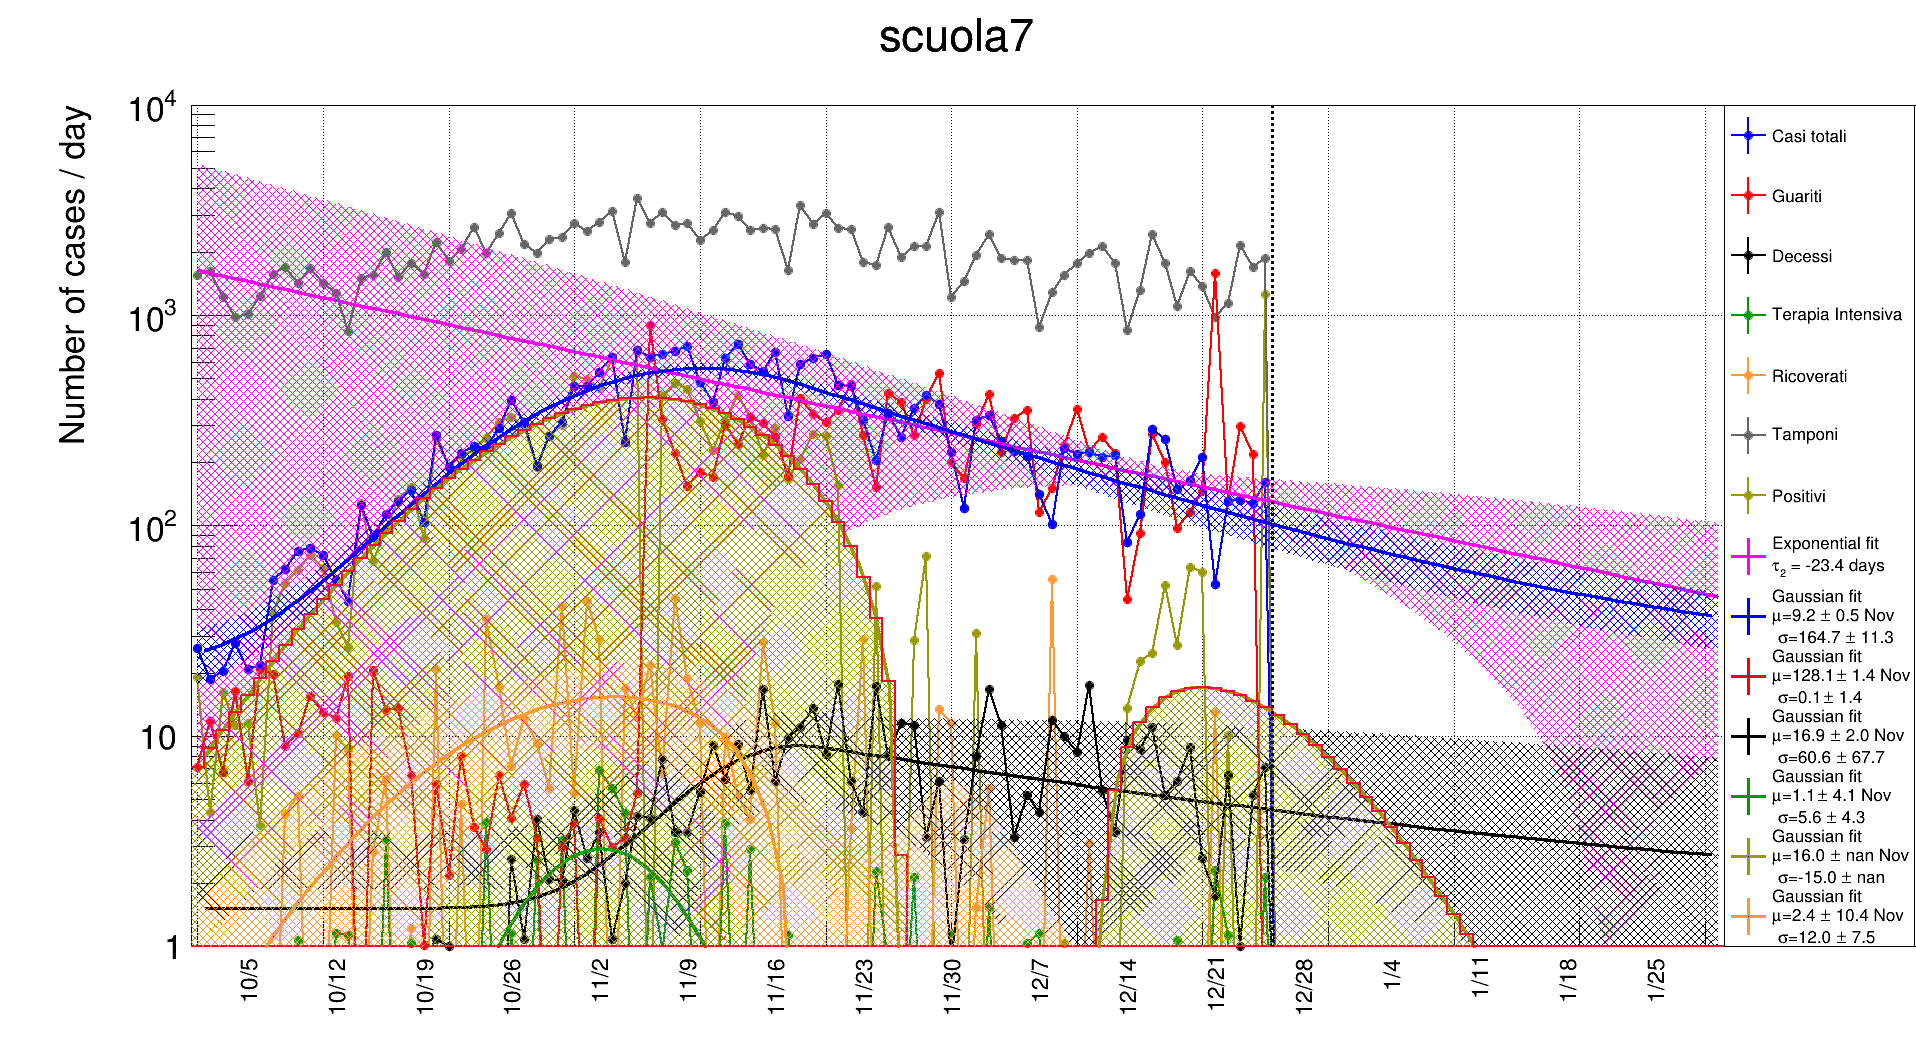 scuola7
Number of cases / day
10^4
10^3
10^2
10
1
10/5
10/12
10/19
10/26
11/2
11/9
11/16
11/23
11/30
12/7
12/14
12/21
12/28
1/4
1/11
1/18
1/25
Casi totali
Guariti
Decessi
Terapia Intensiva
Ricoverati
Tamponi
Positivi
Exponential fit
τ_2 = -23.4 days
Gaussian fit
μ=9.2 ± 0.5 Nov
σ=164.7 ± 11.3
Gaussian fit
μ=128.1 ± 1.4 Nov
σ=0.1 ± 1.4
Gaussian fit
μ=16.9 ± 2.0 Nov
σ=60.6 ± 67.7
Gaussian fit
μ=1.1 ± 4.1 Nov
σ=5.6 ± 4.3
Gaussian fit
μ=16.0 ± nan Nov
σ=-15.0 ± nan
Gaussian fit
μ=2.4 ± 10.4 Nov
σ=12.0 ± 7.5